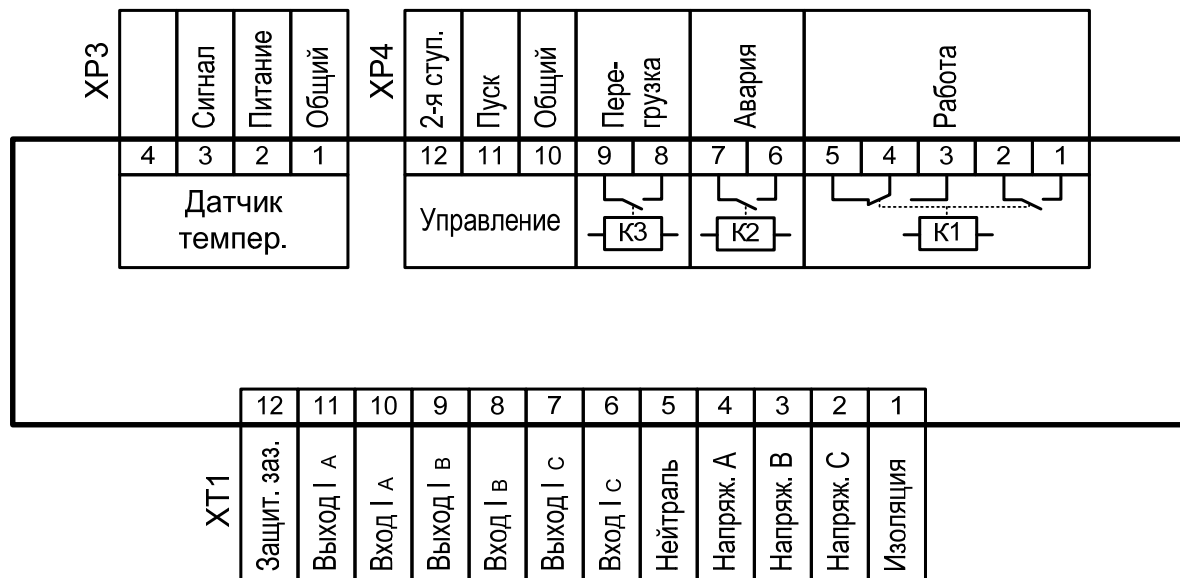 XP3
Сигнал
Питание
Общий
4 3 2 1
Датчик
темпер.
XP4
2-я ступ.
Пуск
Общий
Пере-
грузка
Авария
Работа
12 11 10 9 8 7 6 5 4 3 2 1
Управление
К3
К2
К1
12 11 10 9 8 7 6 5 4 3 2 1
XT1
Защит. заз.
Выход I A
Вход I A
Выход I B
Вход I B
Выход I C
Вход I C
Нейтраль
Напряж. A
Напряж. B
Напряж. C
Изоляция